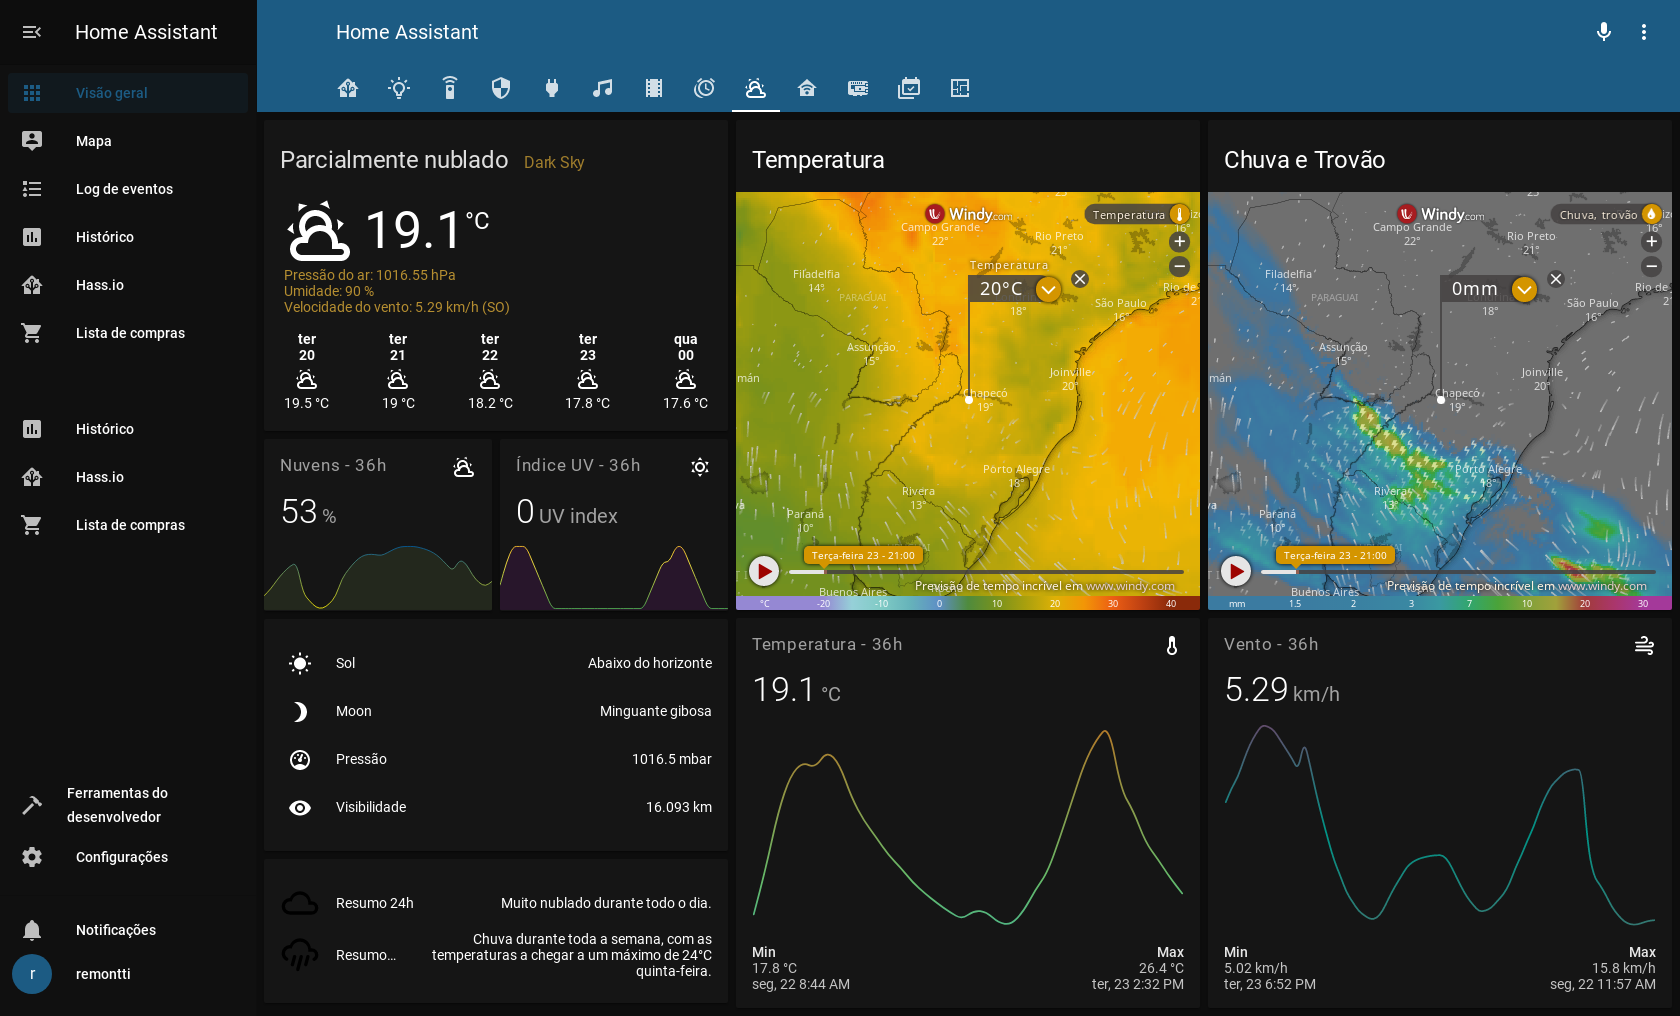 Home Assistant
Visão geral
Mapa
Log de eventos
Histórico
Hass.io
Lista de compras
Histórico
Hass.io
Lista de compras
Ferramentas do
desenvolvedor
Configurações
Notificações
r
remontti
Home Assistant
Parcialmente nublado Dark Sky
19.1 °C
Pressão do ar: 1016.55 hPa
Umidade: 90 %
Velocidade do vento: 5.29 km/h (SO)
ter ter ter ter qua
20 21 22 23 00
19.5 °C 19 °C 18.2 °C 17.8 °C 17.6 °C
Nuvens - 36h
53 %
Índice UV - 36h
0 UV index
Sol Abaixo do horizonte
Moon Minguante gibosa
Pressão 1016.5 mbar
Visibilidade 16.093 km
Resumo 24h Muito nublado durante todo o dia.
Resumo... Chuva durante toda a semana, com as
temperaturas a chegar a um máximo de 24°C
quinta-feira.
Temperatura
Windy.com
Temperatura
Campo Grande
22°
Rio Preto
21°
16°
+
−
Temperatura
20°C
18°
Filadelfia
14°
PARAGUAI
São Paulo
16°
Rio de
Assunção
15°
mán
Joinville
20°
Chapecó
19°
Porto Alegre
18°
Rivera
13°
Paraná
10°
Terça-feira 23 - 21:00
Previsão de tempo incrível em www.windy.com
Buenos Aires
°C -20 -10 0 10 20 30 40
Chuva e Trovão
Windy.com
Chuva, trovão
Campo Grande
22°
Rio Preto
21°
16°
+
−
0mm
18°
Filadelfia
14°
PARAGUAI
São Paulo
16°
Rio de
Assunção
15°
mán
Joinville
20°
Chapecó
19°
Porto Alegre
18°
Rivera
13°
Paraná
10°
Terça-feira 23 - 21:00
Previsão de tempo incrível em www.windy.com
Buenos Aires
mm 1.5 2 3 7 10 20 30
Temperatura - 36h
19.1 °C
Min Max
17.8 °C 26.4 °C
seg, 22 8:44 AM ter, 23 2:32 PM
Vento - 36h
5.29 km/h
Min Max
5.02 km/h 15.8 km/h
ter, 23 6:52 PM seg, 22 11:57 AM